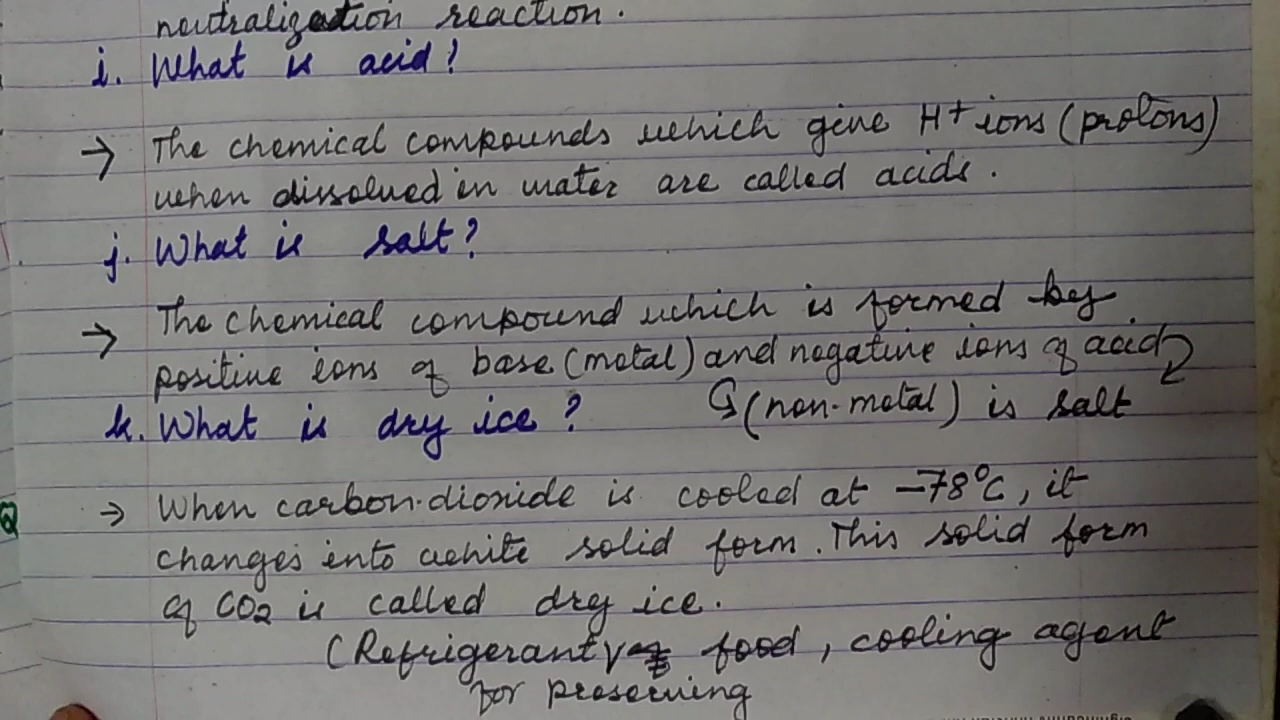 neutralization reaction.
i. What is acid?
→ The chemical compounds which give H+ ions (protons)
when dissolved in water are called acids.
j. What is salt?
→ The chemical compound which is formed by
positive ions of base (metal) and negative ions of acid
(non-metal) is salt
k. What is dry ice?
→ When carbon-dioxide is cooled at -78°C, it
changes into white solid form. This solid form
of CO2 is called dry ice.
(Refrigerant food, cooling agent
for preserving
Q